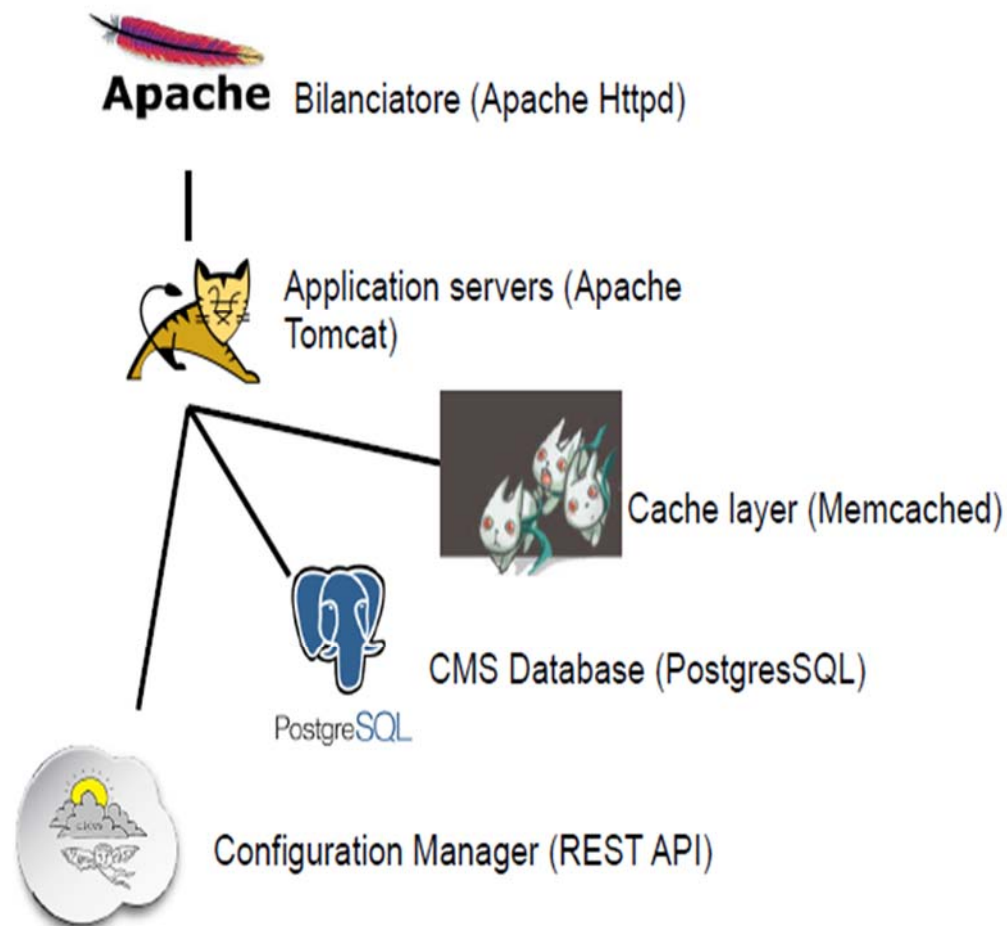 Apache Bilanciatore (Apache Httpd)
Application servers (Apache
Tomcat)
Cache layer (Memcached)
CMS Database (PostgresSQL)
PostgreSQL
Configuration Manager (REST API)